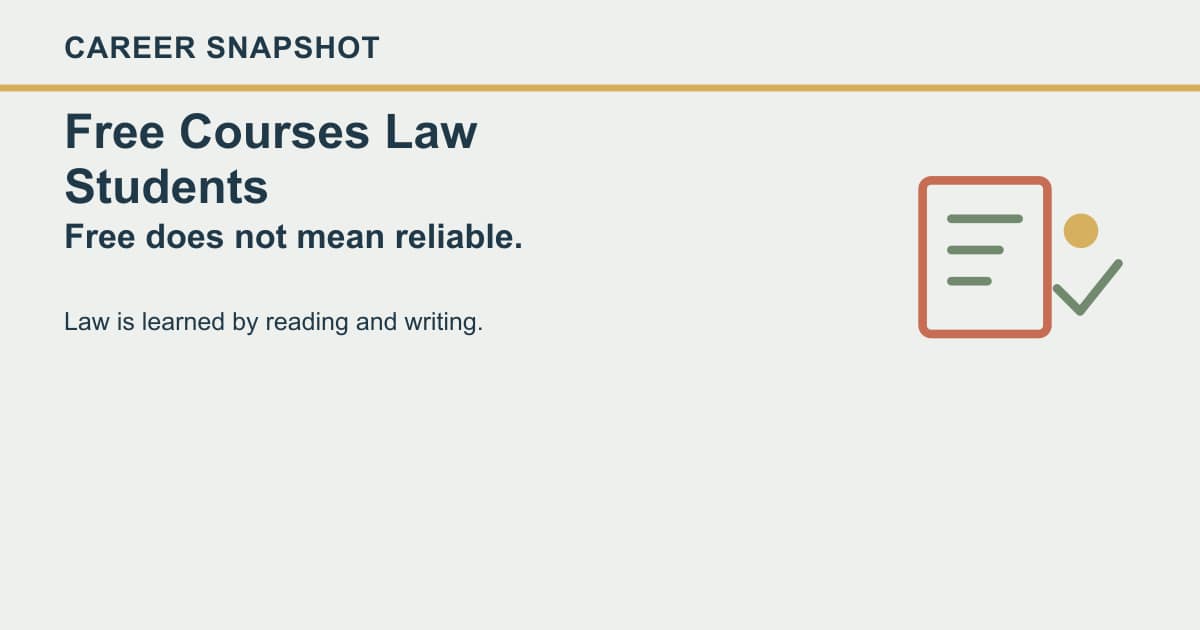 CAREER SNAPSHOT
Free Courses Law
Students
Free does not mean reliable.
Law is learned by reading and writing.